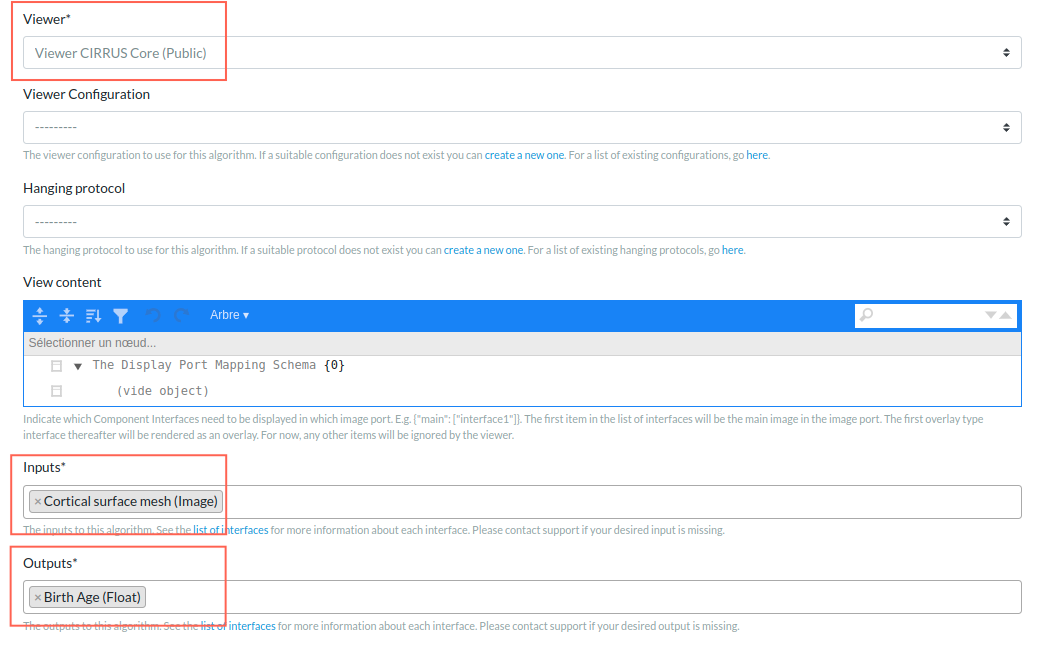 Viewer*
Viewer CIRRUS Core (Public)
Viewer Configuration
---------
The viewer configuration to use for this algorithm. If a suitable configuration does not exist you can create a new one. For a list of existing configurations, go here.
Hanging protocol
---------
The hanging protocol to use for this algorithm. If a suitable protocol does not exist you can create a new one. For a list of existing hanging protocols, go here.
View content
Arbre ▾
Sélectionner un nœud...
The Display Port Mapping Schema {0}
(vide object)
Indicate which Component Interfaces need to be displayed in which image port. E.g. {"main": ["interface1"]}. The first item in the list of interfaces will be the main image in the image port. The first overlay type
interface thereafter will be rendered as an overlay. For now, any other items will be ignored by the viewer.
Inputs*
× Cortical surface mesh (Image)
The inputs to this algorithm. See the list of interfaces for more information about each interface. Please contact support if your desired input is missing.
Outputs*
× Birth Age (Float)
The outputs to this algorithm. See the list of interfaces for more information about each interface. Please contact support if your desired output is missing.